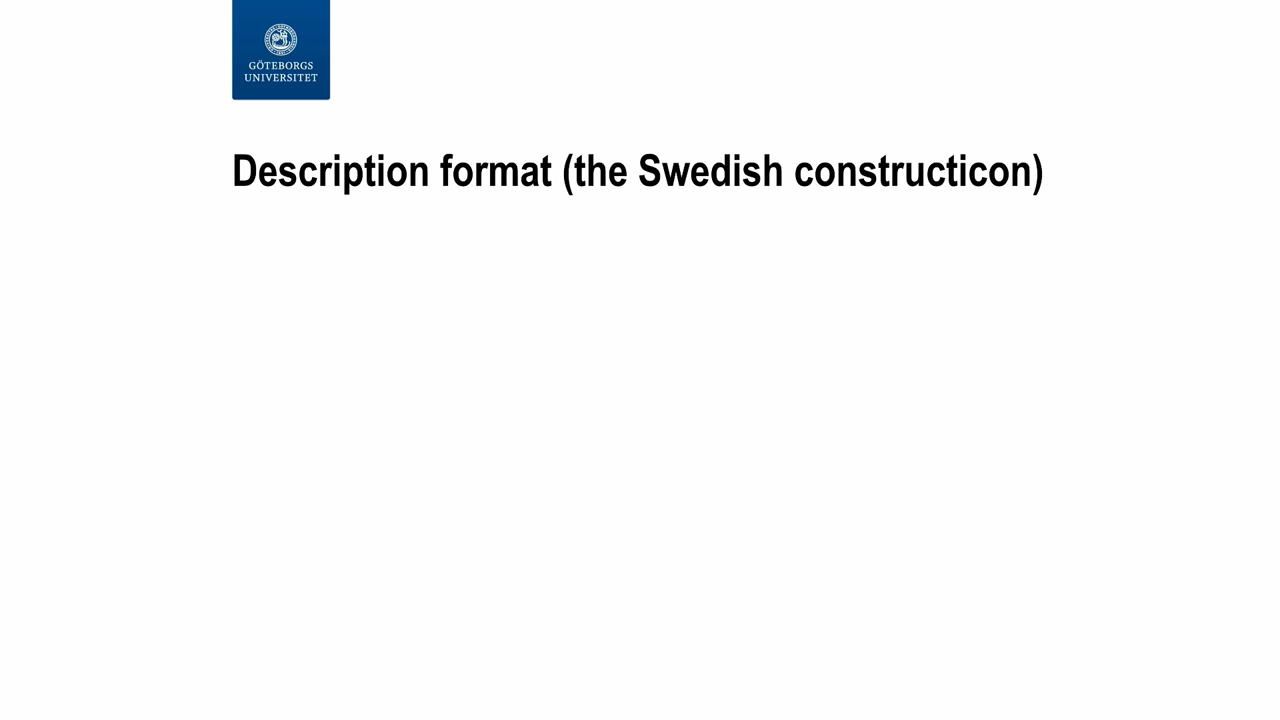 GÖTEBORGS
UNIVERSITET
Description format (the Swedish constructicon)